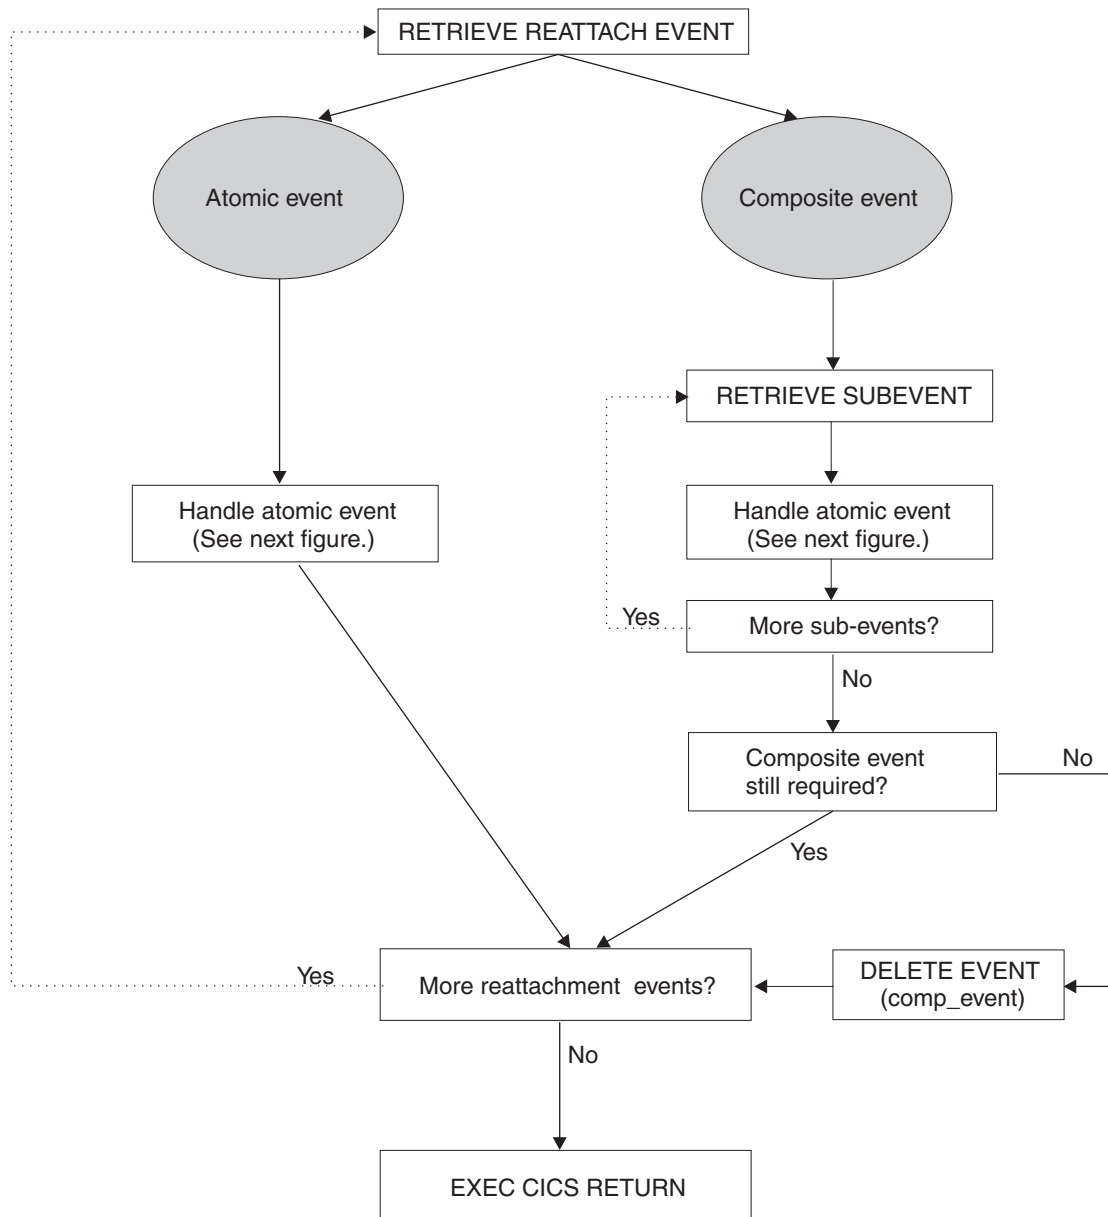 RETRIEVE REATTACH EVENT
Atomic event
Composite event
RETRIEVE SUBEVENT
Handle atomic event
(See next figure.)
Handle atomic event
(See next figure.)
Yes
More sub-events?
No
Composite event
still required?
No
Yes
Yes
More reattachment events?
DELETE EVENT
(comp_event)
No
EXEC CICS RETURN